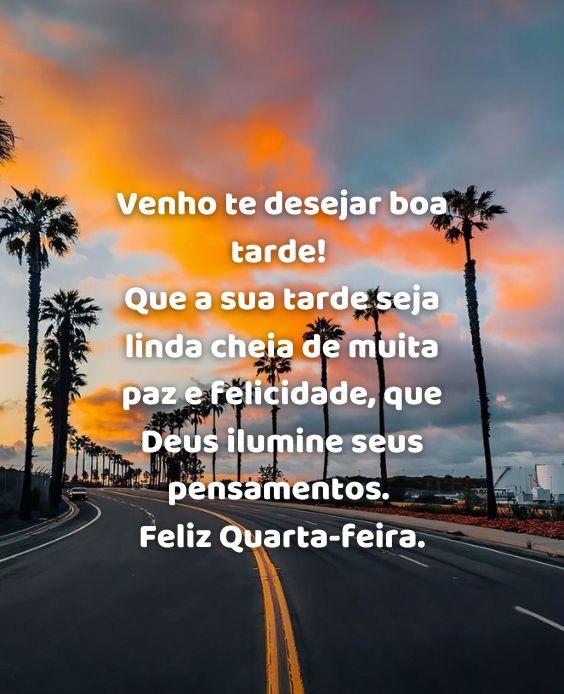 Venho te desejar boa
tarde!
Que a sua tarde seja
linda cheia de muita
paz e felicidade, que
Deus ilumine seus
pensamentos.
Feliz Quarta-feira.